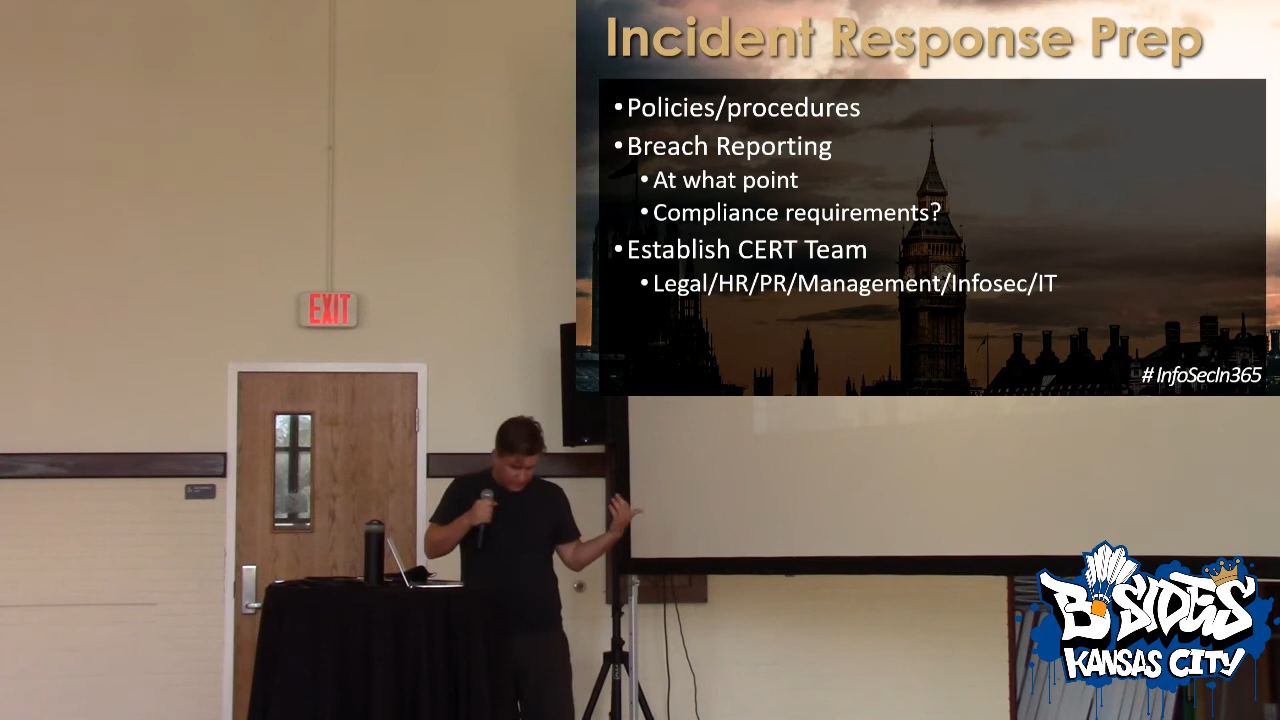 Incident Response Prep
•Policies/procedures
•Breach Reporting
•At what point
•Compliance requirements?
•Establish CERT Team
•Legal/HR/PR/Management/Infosec/IT
# InfoSecIn365
EXIT
B•SIDES
KANSAS CITY